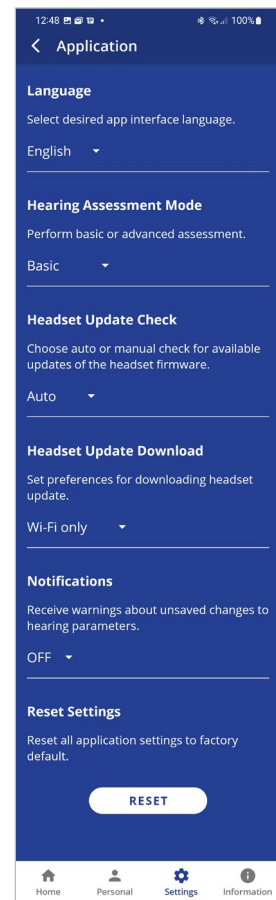 12:48 100%
Application
Language
Select desired app interface language.
English
Hearing Assessment Mode
Perform basic or advanced assessment.
Basic
Headset Update Check
Choose auto or manual check for available
updates of the headset firmware.
Auto
Headset Update Download
Set preferences for downloading headset
update.
Wi-Fi only
Notifications
Receive warnings about unsaved changes to
hearing parameters.
OFF
Reset Settings
Reset all application settings to factory
default.
RESET
Home Personal Settings Information